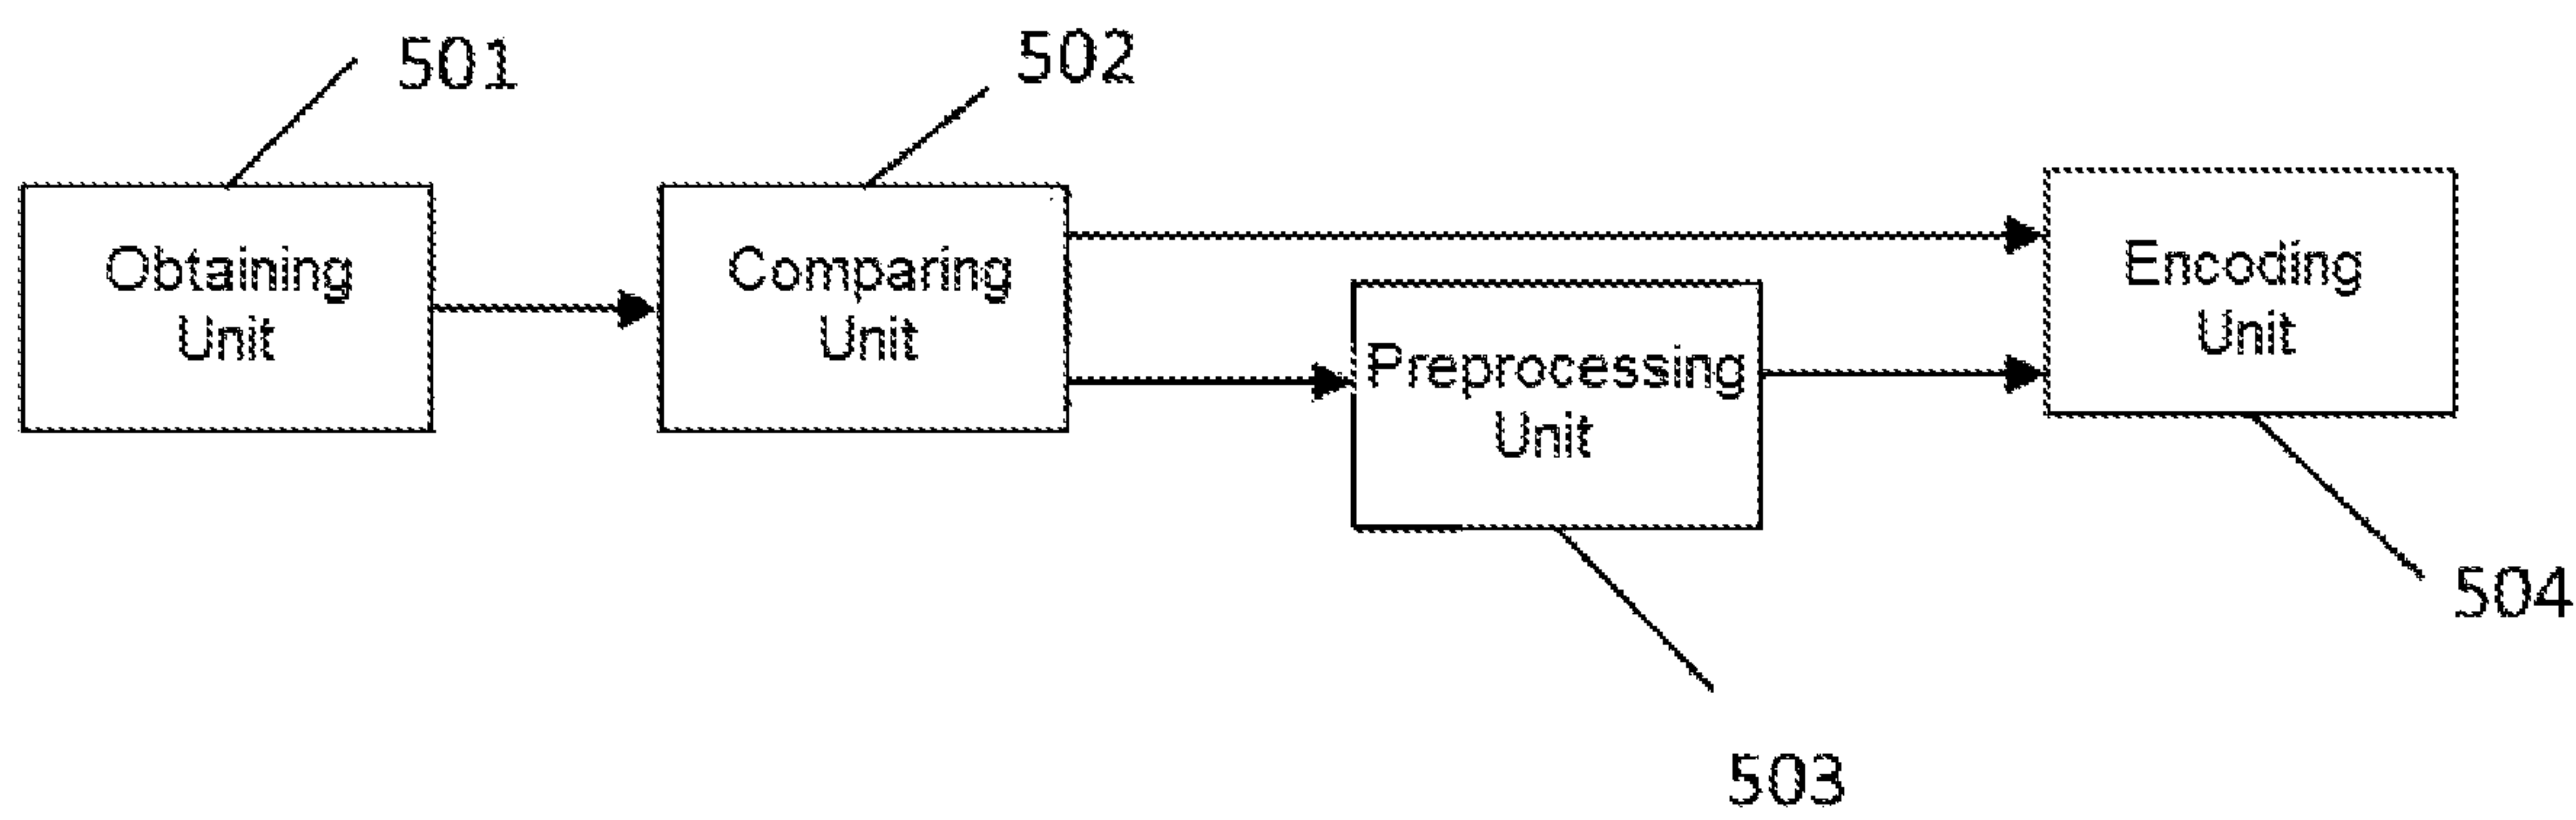 501
502
Obtaining
Unit
Comparing
Unit
Encoding
Unit
Preprocessing
Unit
504
503